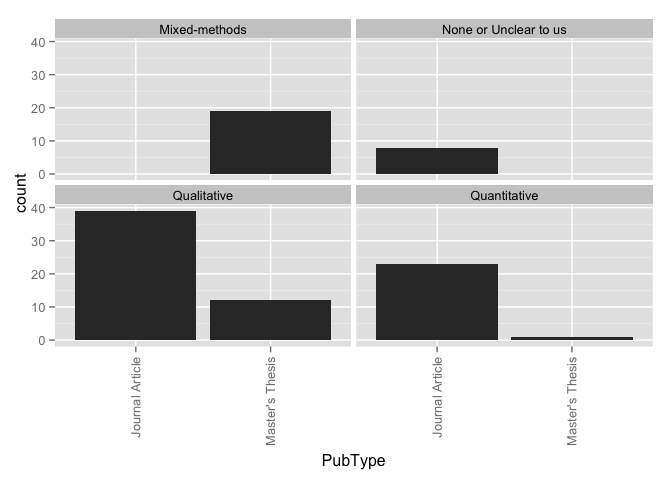 Mixed-methods
None or Unclear to us
40
30
20
10
0
Qualitative
Quantitative
40
30
20
10
0
count
Journal Article
Master's Thesis
Journal Article
Master's Thesis
PubType